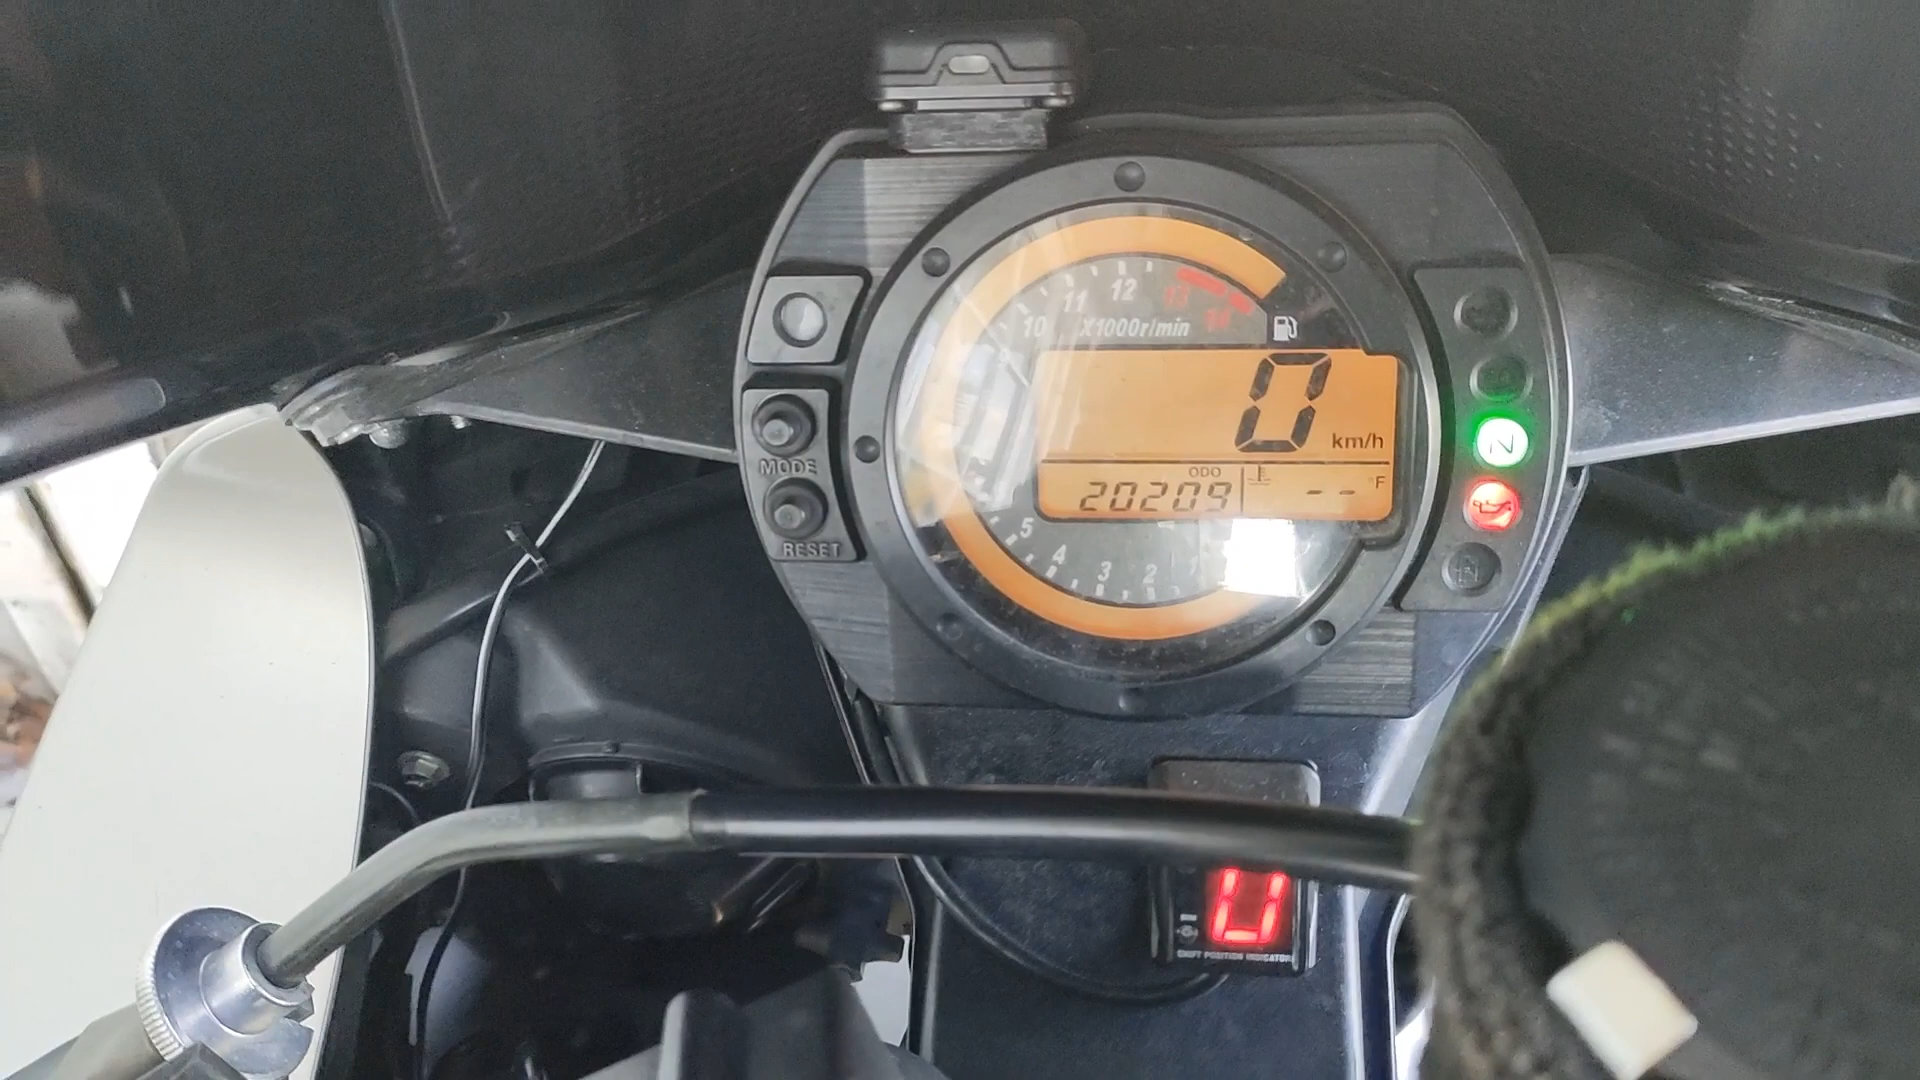 10 11 12 13 14
X1000r/min
0
km/h
MODE
ODO
20209
-- °F
RESET
5 4 3 2
N
0
SHIFT POSITION INDICATOR